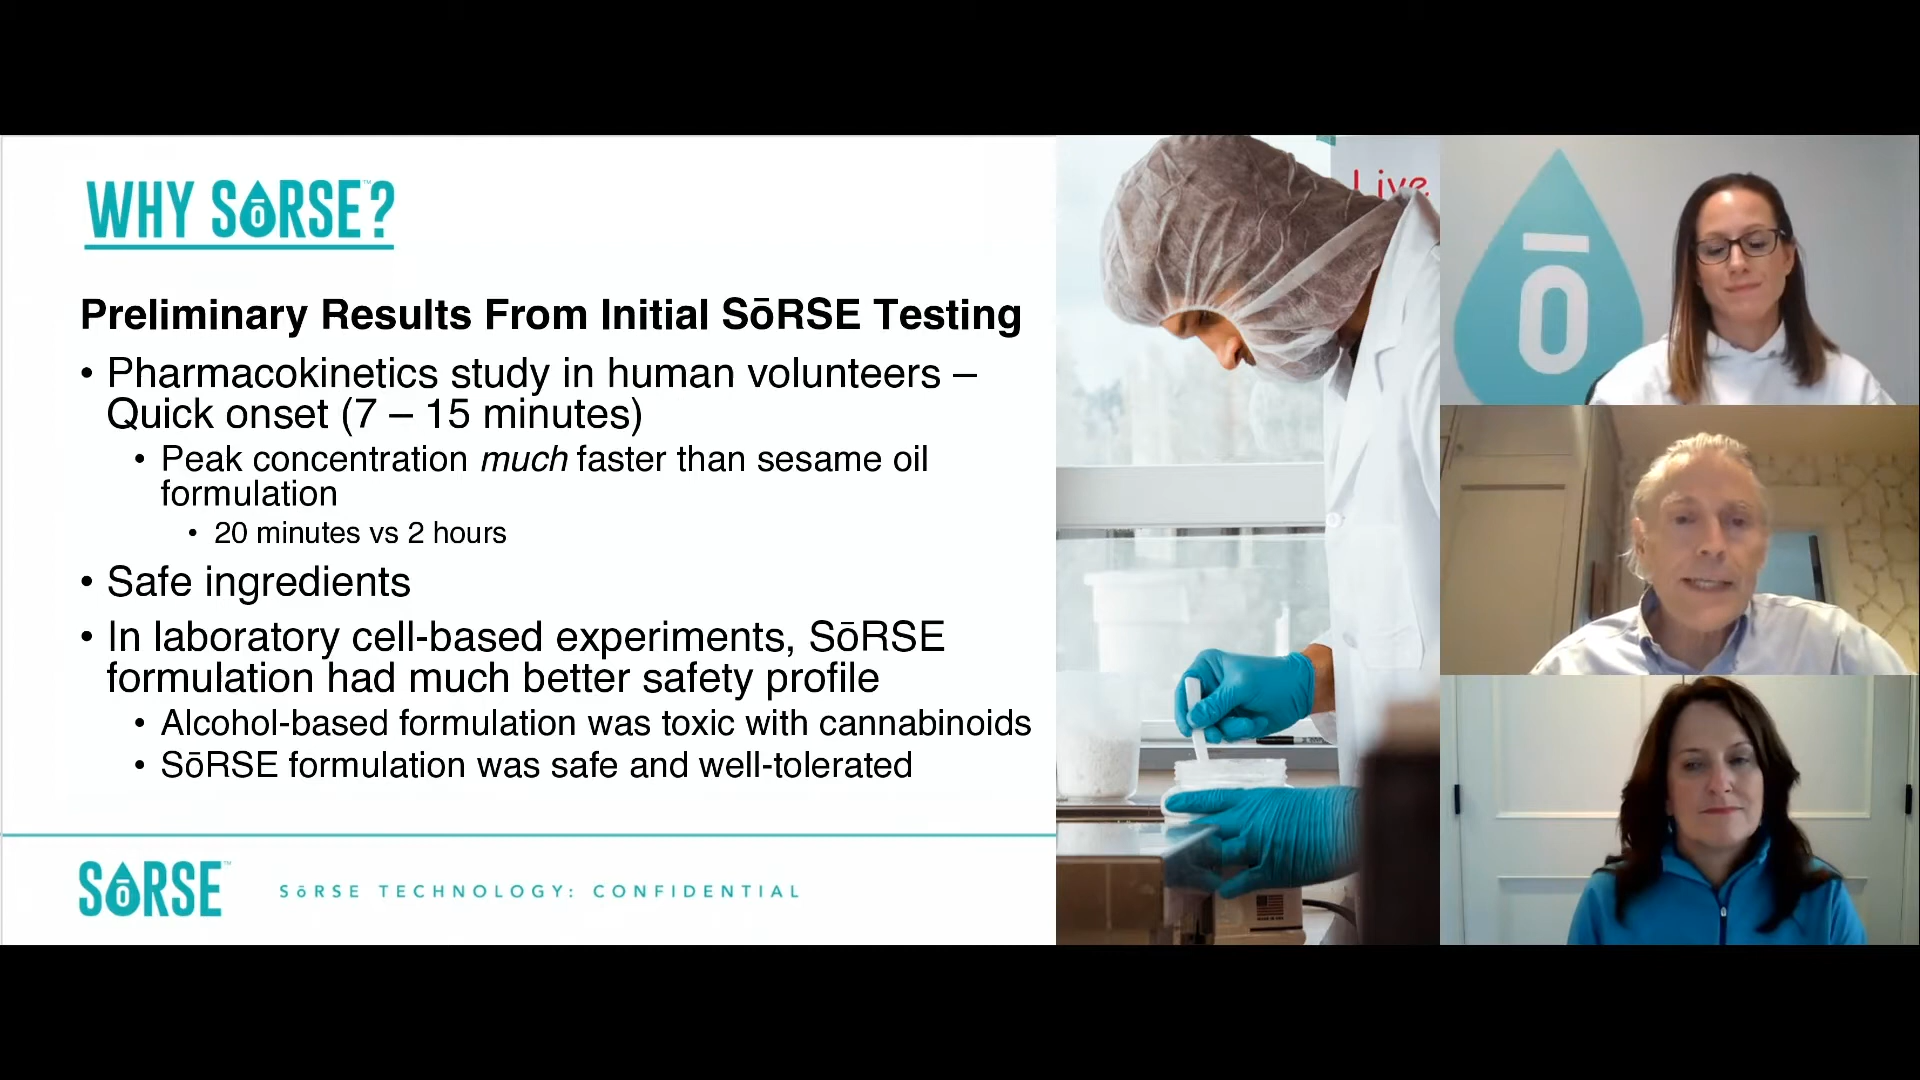 WHY SōRSE™?
Preliminary Results From Initial SōRSE Testing
• Pharmacokinetics study in human volunteers –
Quick onset (7 – 15 minutes)
• Peak concentration much faster than sesame oil
formulation
• 20 minutes vs 2 hours
• Safe ingredients
• In laboratory cell-based experiments, SōRSE
formulation had much better safety profile
• Alcohol-based formulation was toxic with cannabinoids
• SōRSE formulation was safe and well-tolerated
SōRSE™
SōRSE TECHNOLOGY: CONFIDENTIAL
Live
ō